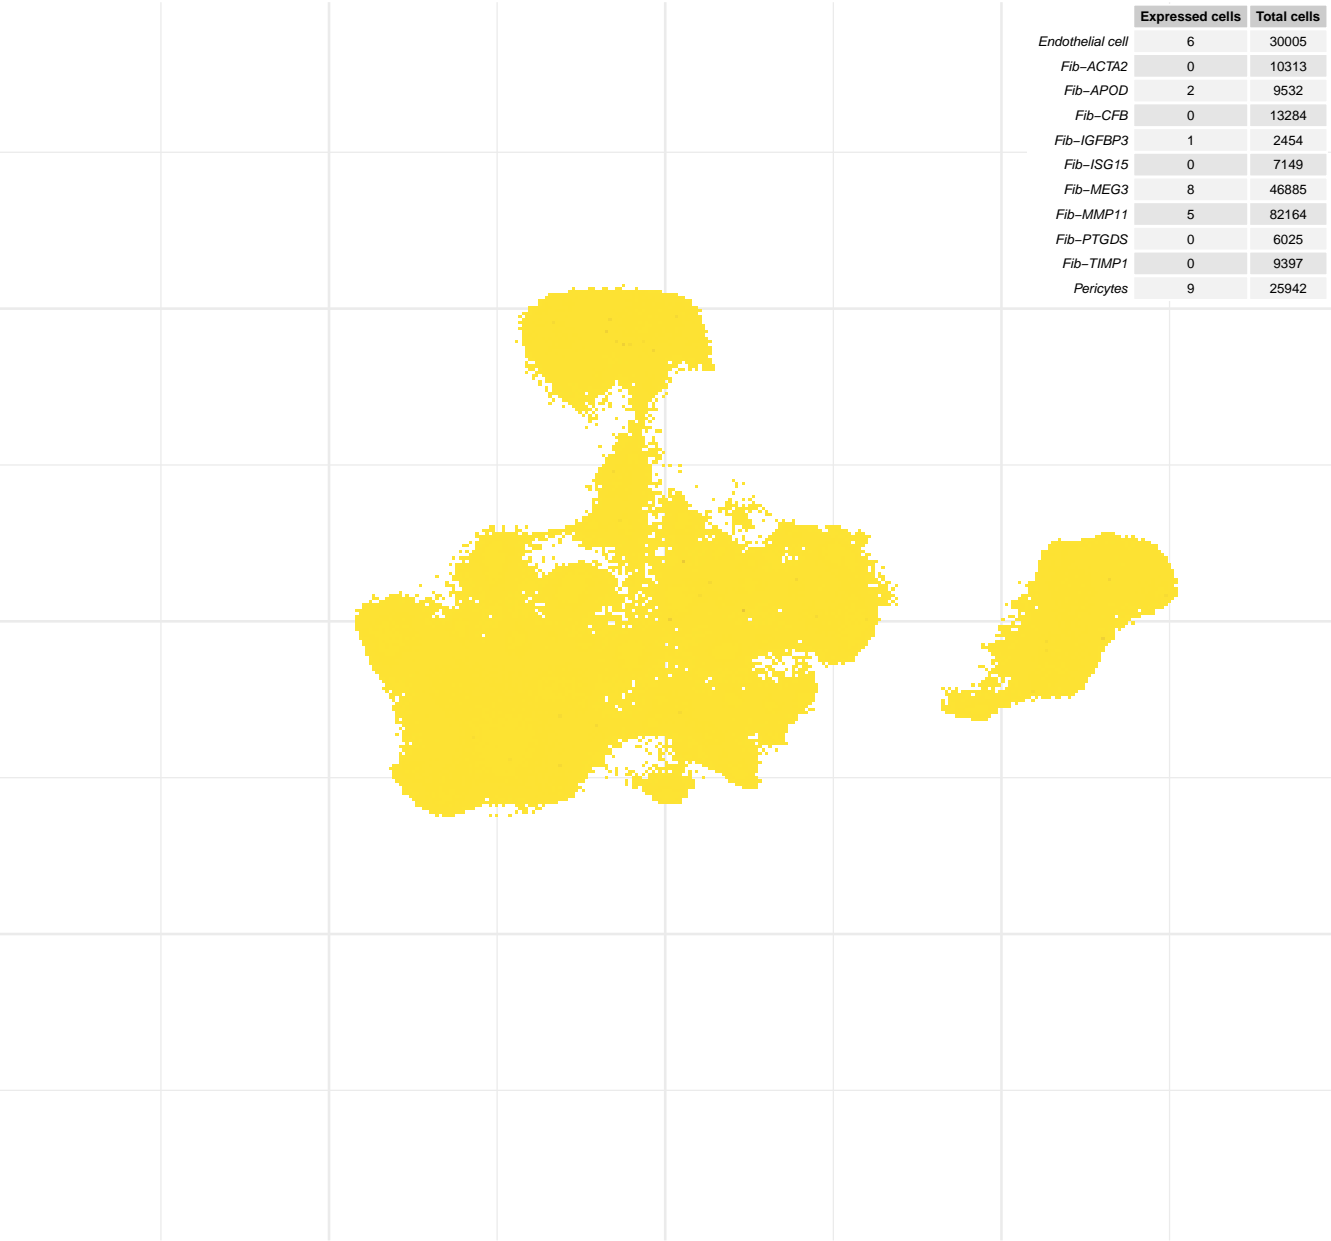 Expressed cells Total cells
Endothelial cell 6 30005
Fib−ACTA2 0 10313
Fib−APOD 2 9532
Fib−CFB 0 13284
Fib−IGFBP3 1 2454
Fib−ISG15 0 7149
Fib−MEG3 8 46885
Fib−MMP11 5 82164
Fib−PTGDS 0 6025
Fib−TIMP1 0 9397
Pericytes 9 25942